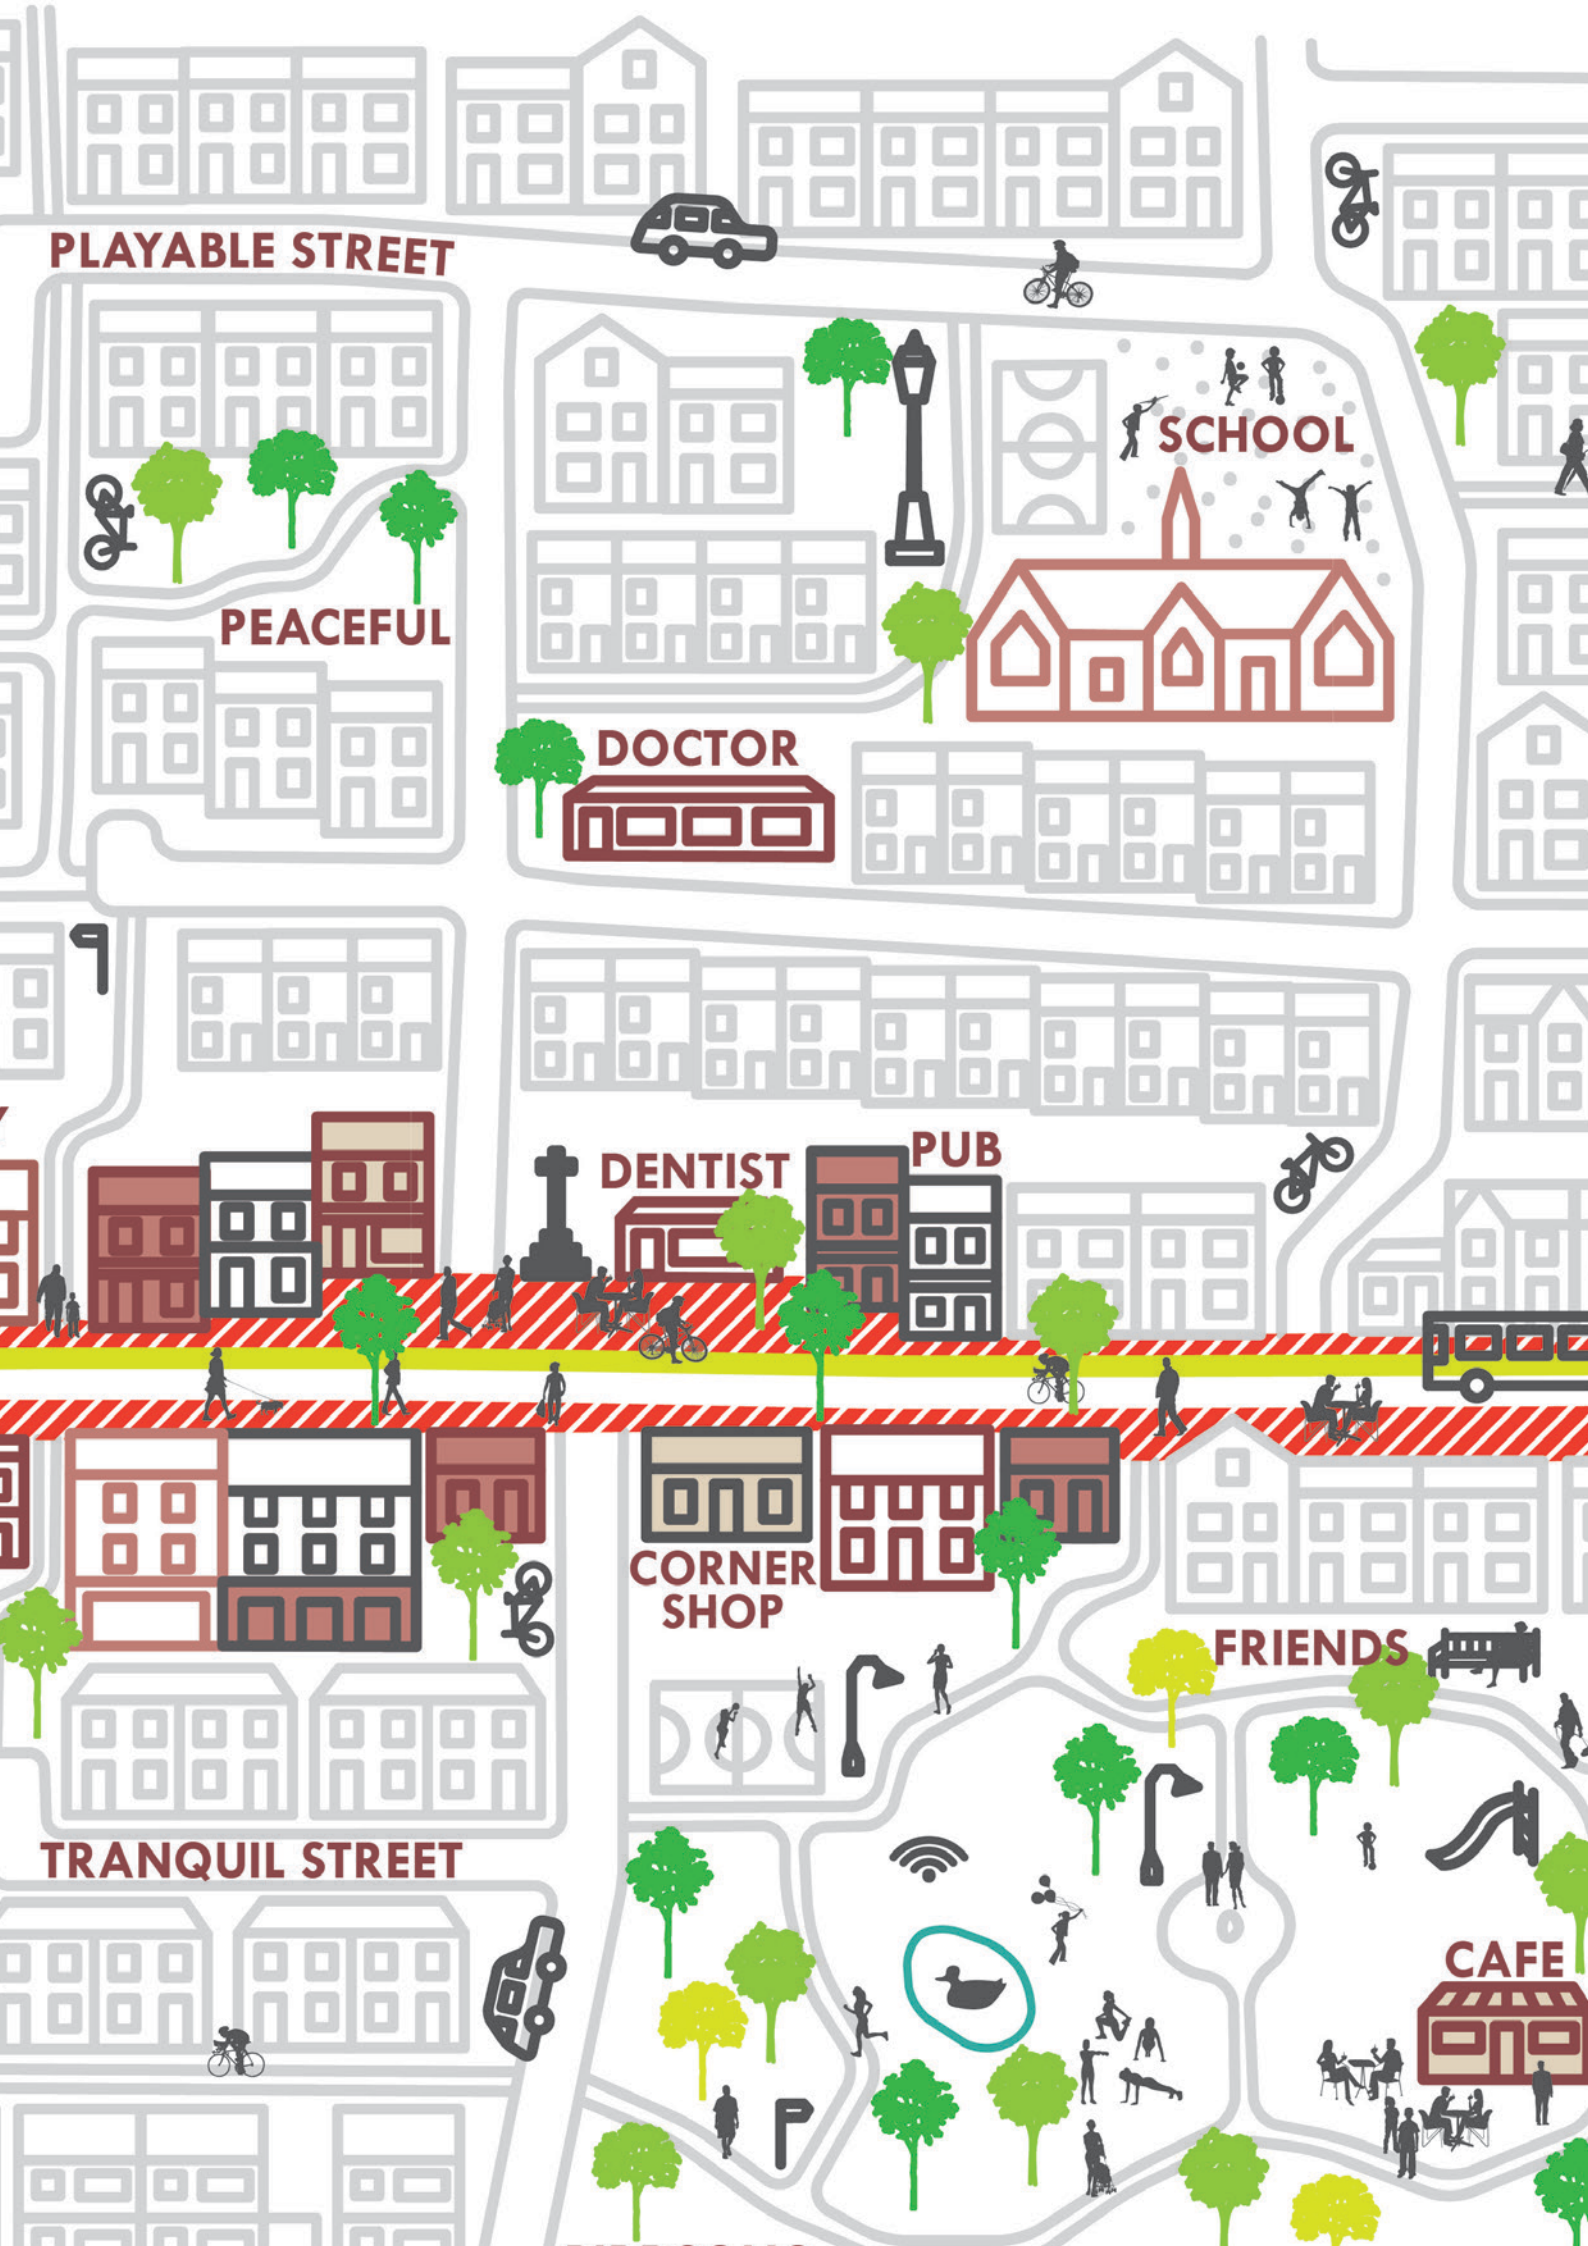 PLAYABLE STREET
SCHOOL
PEACEFUL
DOCTOR
PUB
DENTIST
CORNER
SHOP
FRIENDS
TRANQUIL STREET
CAFE